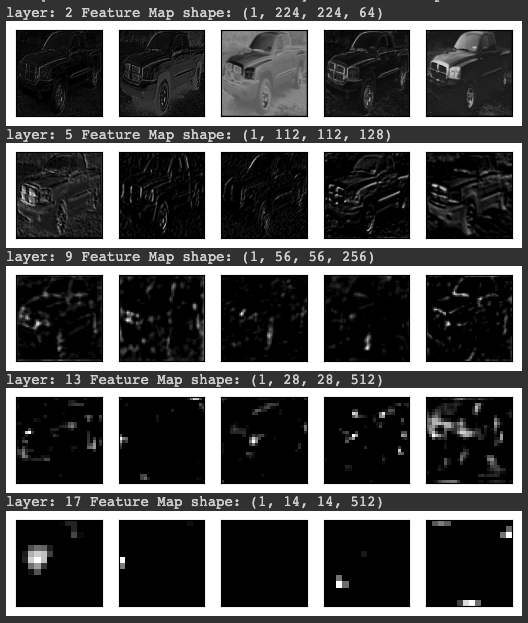 layer: 2 Feature Map shape: (1, 224, 224, 64)
layer: 5 Feature Map shape: (1, 112, 112, 128)
layer: 9 Feature Map shape: (1, 56, 56, 256)
layer: 13 Feature Map shape: (1, 28, 28, 512)
layer: 17 Feature Map shape: (1, 14, 14, 512)